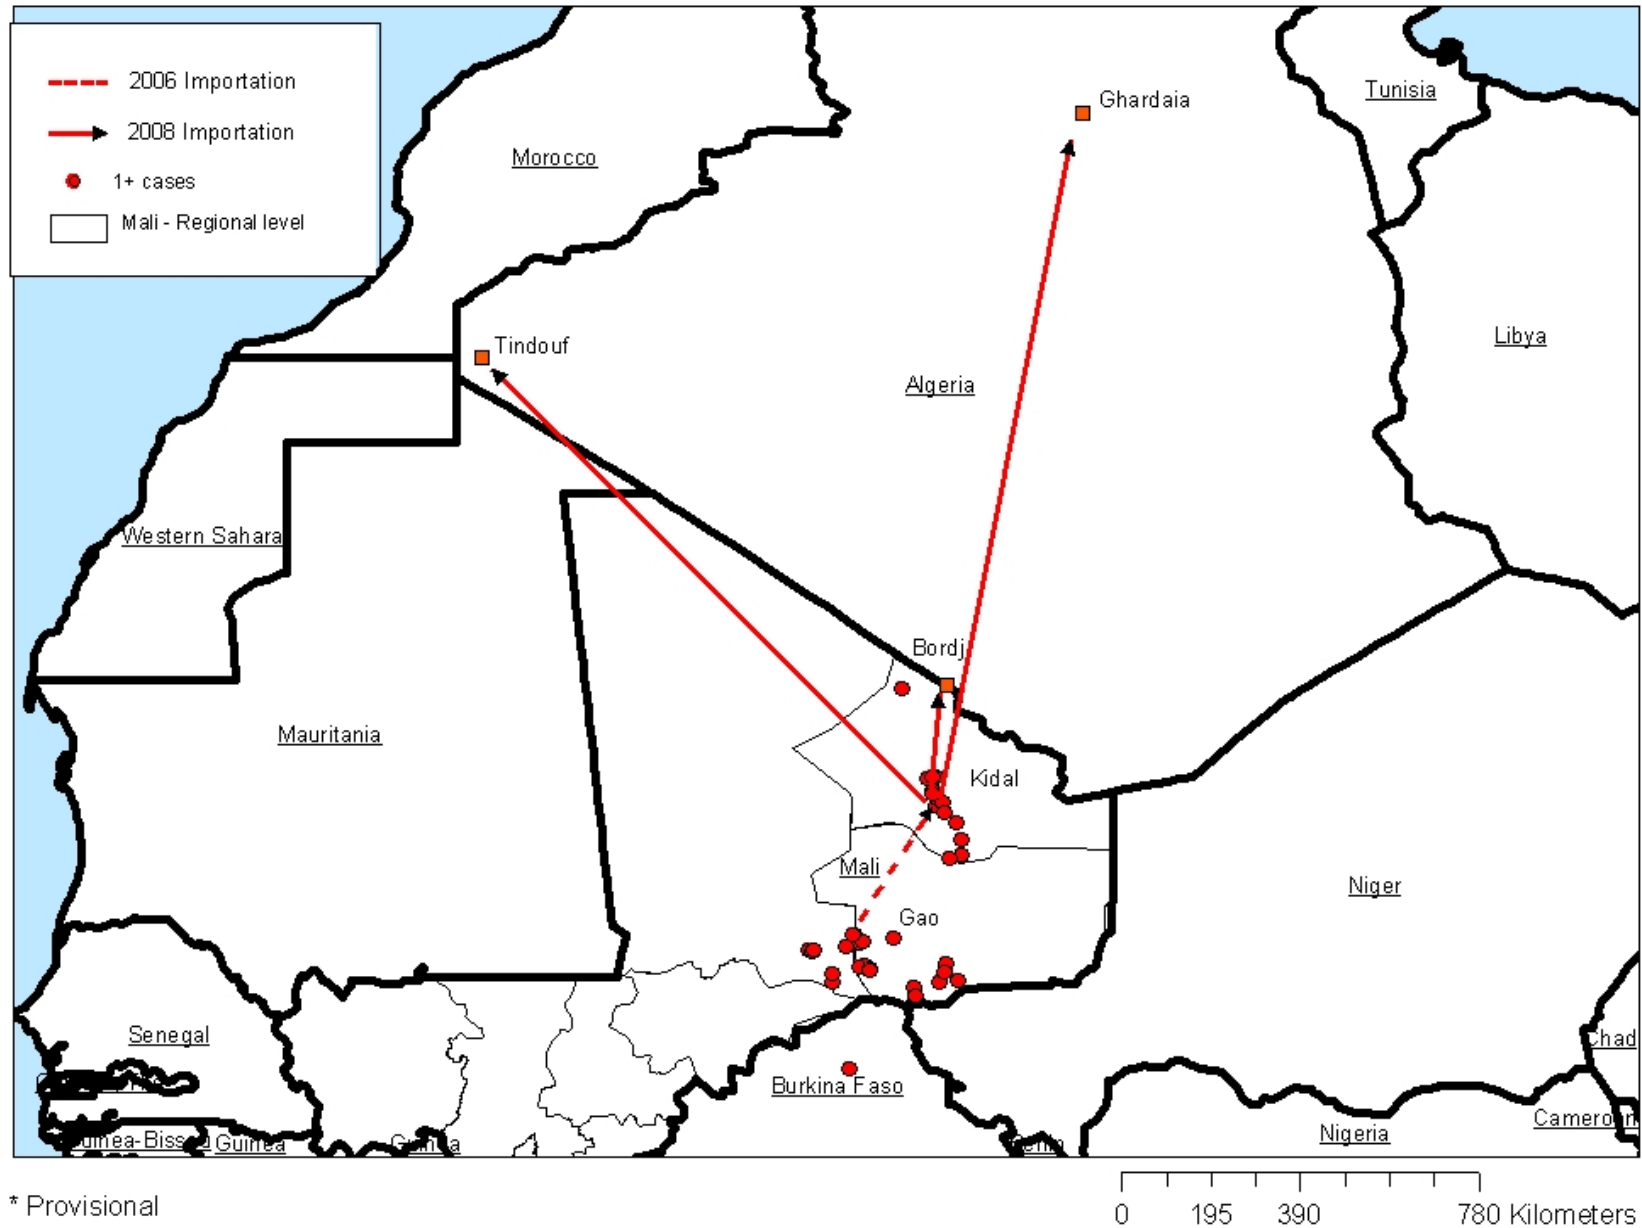 2006 Importation
2008 Importation
1+ cases
Mali - Regional level
Ghardaia
Tunisia
Morocco
Tindouf
Libya
Algeria
Western Sahara
Bordj
Mauritania
Kidal
Mali
Niger
Gao
Senegal
Chad
Burkina Faso
Cameroon
Nigeria
Guinea
* Provisional
0 195 390 780 Kilometers